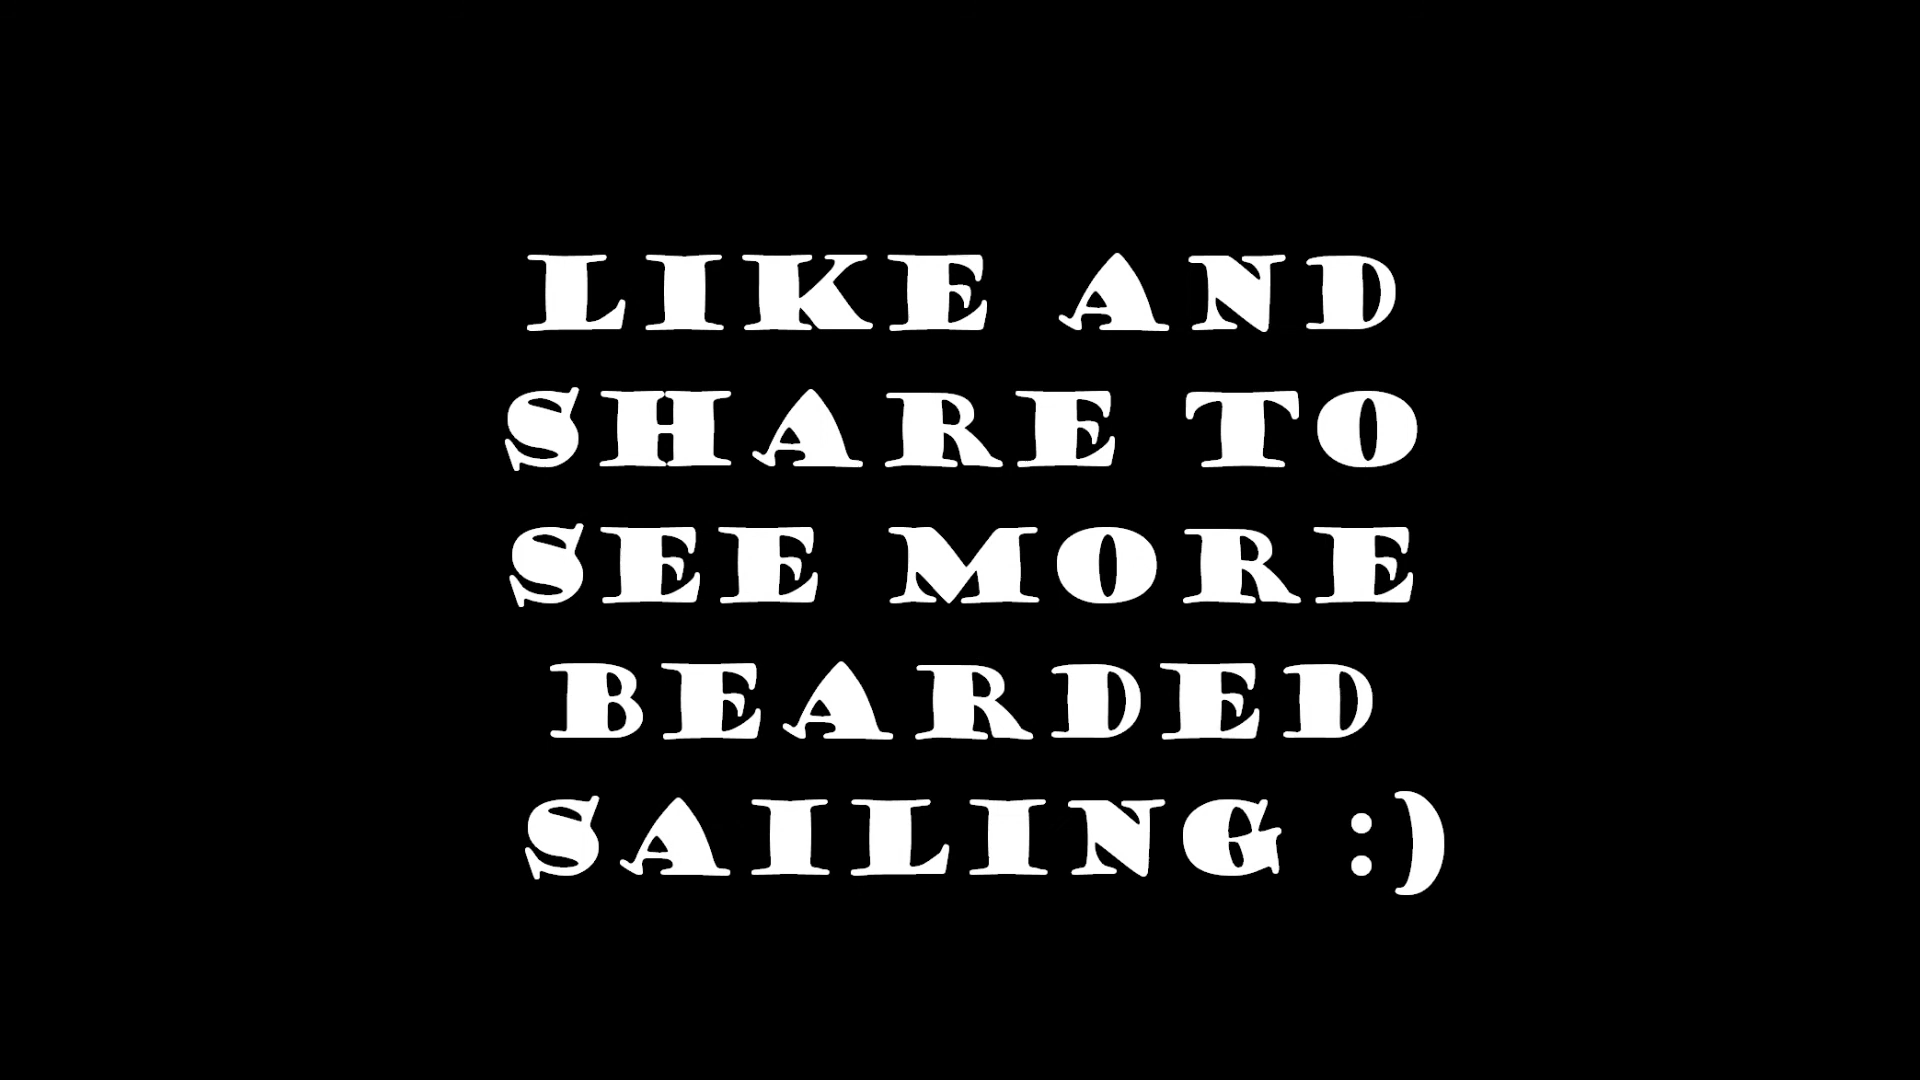 LIKE AND
SHARE TO
SEE MORE
BEARDED
SAILING :)